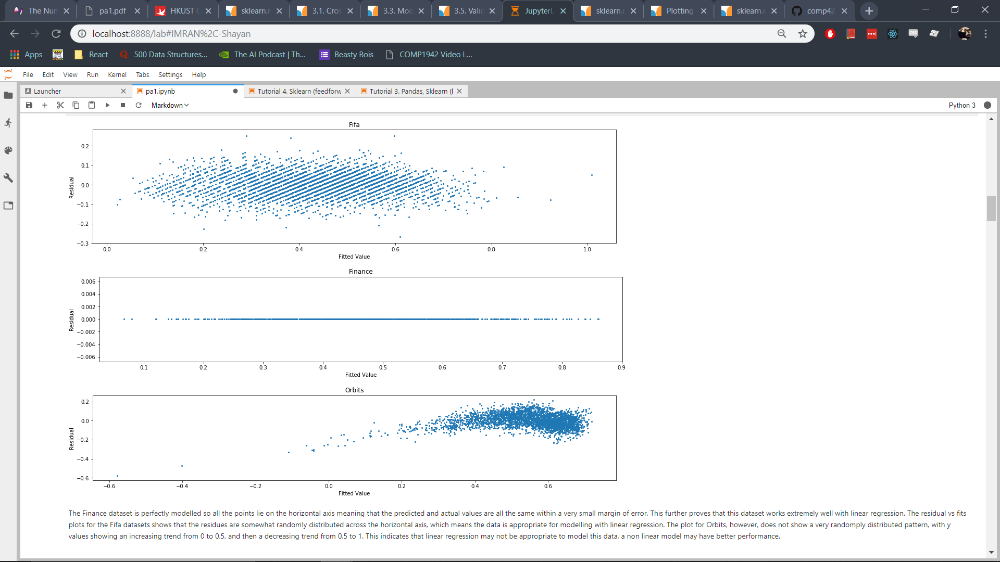 The Nun
pa1.pdf
HKUST C
sklearn.r
3.1. Cros
3.3. Mod
3.5. Valid
JupyterL
sklearn.r
Plotting
sklearn.r
comp42
localhost:8888/lab#IMRAN%2C-Shayan
Apps
React
500 Data Structures...
The AI Podcast | Th...
Beasty Bois
COMP1942 Video L...
File Edit View Run Kernel Tabs Settings Help
Launcher
pa1.ipynb
Tutorial 4. Sklearn (feedforw
Tutorial 3. Pandas, Sklearn (l
Markdown
Python 3
Fifa
0.2
0.1
0.0
−0.1
−0.2
−0.3
Residual
0.0 0.2 0.4 0.6 0.8 1.0
Fitted Value
Finance
0.006
0.004
0.002
0.000
−0.002
−0.004
−0.006
Residual
0.1 0.2 0.3 0.4 0.5 0.6 0.7 0.8 0.9
Fitted Value
Orbits
0.2
0.0
−0.2
−0.4
−0.6
Residual
−0.6 −0.4 −0.2 0.0 0.2 0.4 0.6
Fitted Value
The Finance dataset is perfectly modelled so all the points lie on the horizontal axis meaning that the predicted and actual values are all the same within a very small margin of error. This further proves that this dataset works extremely well with linear regression. The residual vs fits
plots for the Fifa datasets shows that the residues are somewhat randomly distributed across the horizontal axis, which means the data is appropriate for modelling with linear regression. The plot for Orbits, however, does not show a very randomply distributed pattern, with y
values showing an increasing trend from 0 to 0.5, and then a decreasing trend from 0.5 to 1. This indicates that linear regression may not be appropriate to model this data, a non linear model may have better performance.